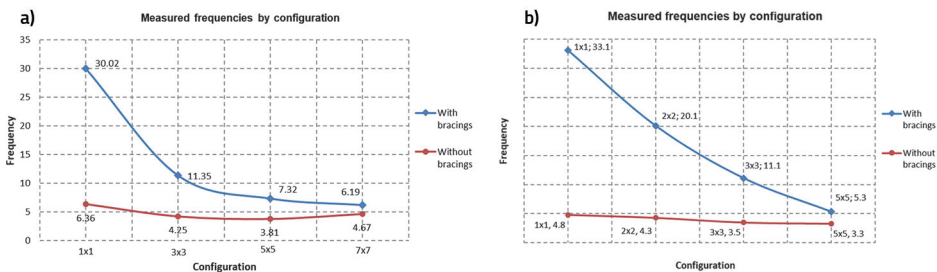 a)
Measured frequencies by configuration
35
30
25
20
15
10
5
0
Frequency
30.02
11.35
7.32
6.19
6.36
4.25
3.81
4.67
1x1
3x3
5x5
7x7
Configuration
With
bracings
Without
bracings
b)
Measured frequencies by configuration
Frequency
1x1; 33.1
2x2; 20.1
3x3; 11.1
5x5; 5.3
1x1, 4.8
2x2, 4.3
3x3, 3.5
5x5, 3.3
Configuration
With
bracings
Without
bracings